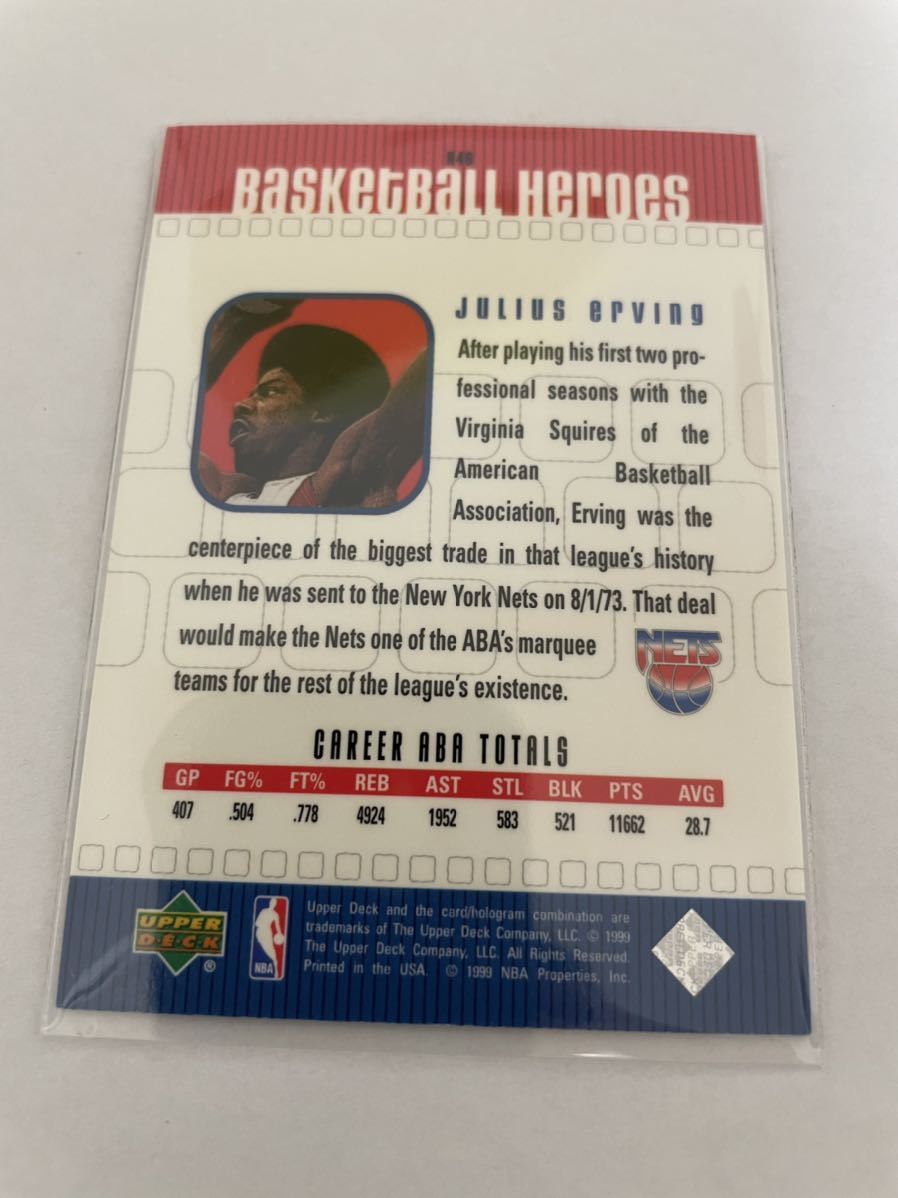 H46
Basketball Heroes
Julius Erving
After playing his first two pro-
fessional seasons with the
Virginia Squires of the
American Basketball
Association, Erving was the
centerpiece of the biggest trade in that league's history
when he was sent to the New York Nets on 8/1/73. That deal
would make the Nets one of the ABA's marquee
teams for the rest of the league's existence.
NETS
CAREER ABA TOTALS
GP FG% FT% REB AST STL BLK PTS AVG
407 .504 .778 4924 1952 583 521 11662 28.7
UPPER
DECK
®
NBA
Upper Deck and the card/hologram combination are
trademarks of The Upper Deck Company, LLC. © 1999
The Upper Deck Company, LLC. All Rights Reserved.
Printed in the USA. © 1999 NBA Properties, Inc.